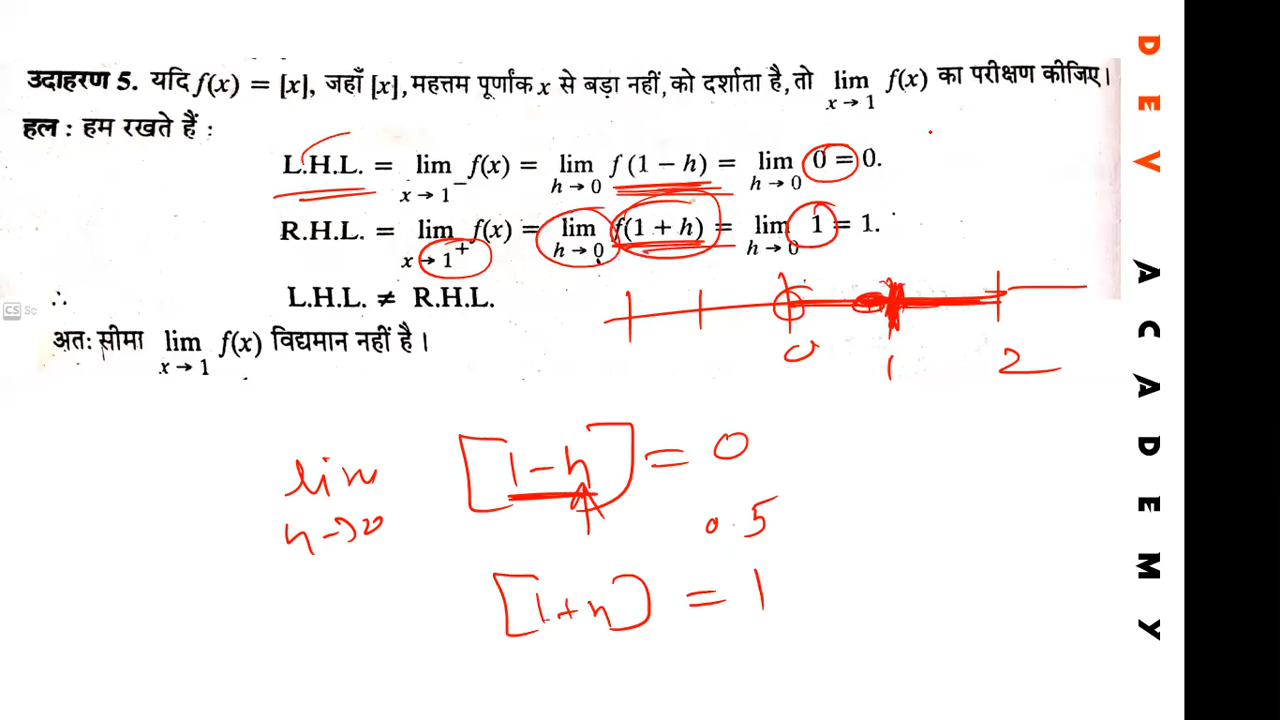 उदाहरण 5. यदि f(x) = [x], जहाँ [x], महत्तम पूर्णांक x से बड़ा नहीं, को दर्शाता है, तो lim x → 1 f(x) का परीक्षण कीजिए।
हल : हम रखते हैं :
L.H.L. = lim x → 1⁻ f(x) = lim h → 0 f (1 − h) = lim h → 0 0 = 0.
R.H.L. = lim x → 1⁺ f(x) = lim h → 0 f(1 + h) = lim h → 0 1 = 1.
∴ L.H.L. ≠ R.H.L.
CS Sc
अतः सीमा lim x → 1 f(x) विद्यमान नहीं है।
0 1 2
lim h → 0 [1 − h] = 0
0.5
[1 + h] = 1
DEV ACADEMY